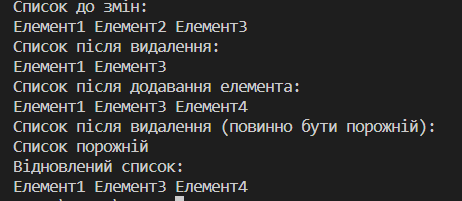 Список до змін:
Елемент1 Елемент2 Елемент3
Список після видалення:
Елемент1 Елемент3
Список після додавання елемента:
Елемент1 Елемент3 Елемент4
Список після видалення (повинно бути порожній):
Список порожній
Відновлений список:
Елемент1 Елемент3 Елемент4